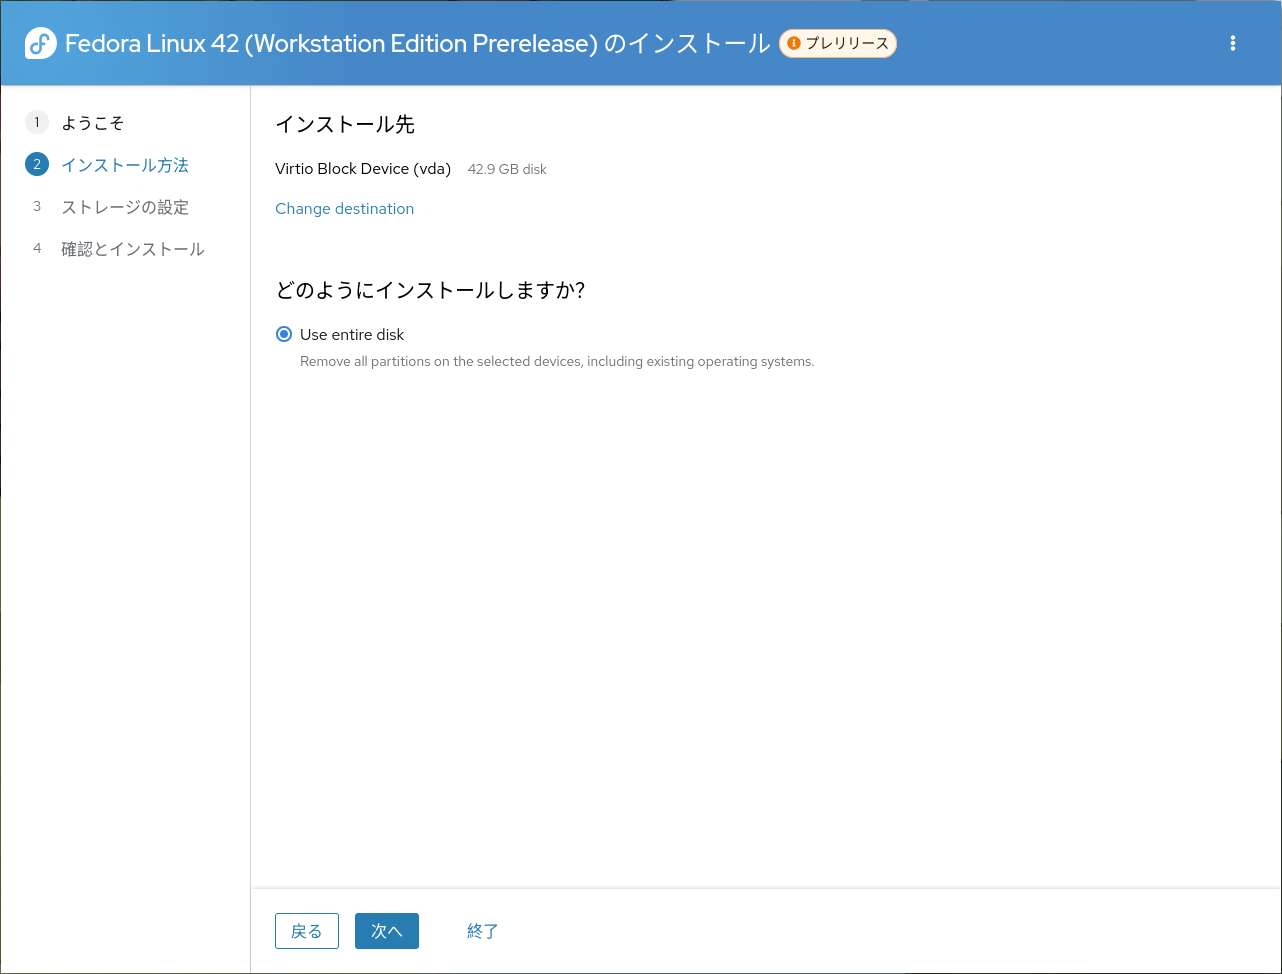 Fedora Linux 42 (Workstation Edition Prerelease) のインストール プレリリース
1 ようこそ
2 インストール方法
3 ストレージの設定
4 確認とインストール
インストール先
Virtio Block Device (vda) 42.9 GB disk
Change destination
どのようにインストールしますか?
Use entire disk
Remove all partitions on the selected devices, including existing operating systems.
戻る 次へ 終了